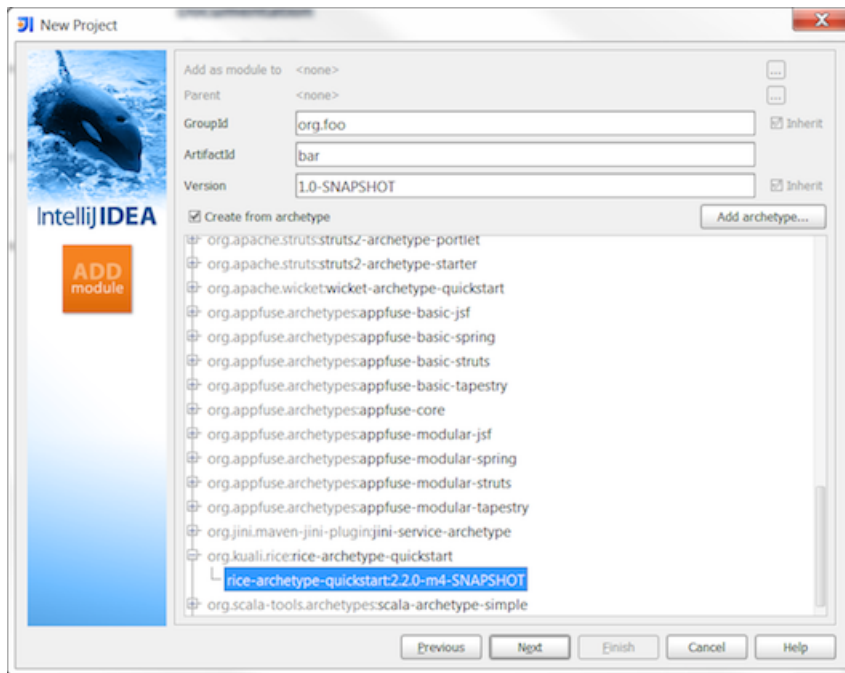 New Project
Add as module to <none> ...
Parent <none> ...
GroupId org.foo Inherit
ArtifactId bar
Version 1.0-SNAPSHOT Inherit
IntelliJIDEA
ADD
module
Create from archetype Add archetype...
org.apache.struts:struts2-archetype-portlet
org.apache.struts:struts2-archetype-starter
org.apache.wicket:wicket-archetype-quickstart
org.appfuse.archetypes:appfuse-basic-jsf
org.appfuse.archetypes:appfuse-basic-spring
org.appfuse.archetypes:appfuse-basic-struts
org.appfuse.archetypes:appfuse-basic-tapestry
org.appfuse.archetypes:appfuse-core
org.appfuse.archetypes:appfuse-modular-jsf
org.appfuse.archetypes:appfuse-modular-spring
org.appfuse.archetypes:appfuse-modular-struts
org.appfuse.archetypes:appfuse-modular-tapestry
org.jini.maven-jini-plugin:jini-service-archetype
org.kuali.rice:rice-archetype-quickstart
rice-archetype-quickstart:2.2.0-m4-SNAPSHOT
org.scala-tools.archetypes:scala-archetype-simple
Previous Next Finish Cancel Help